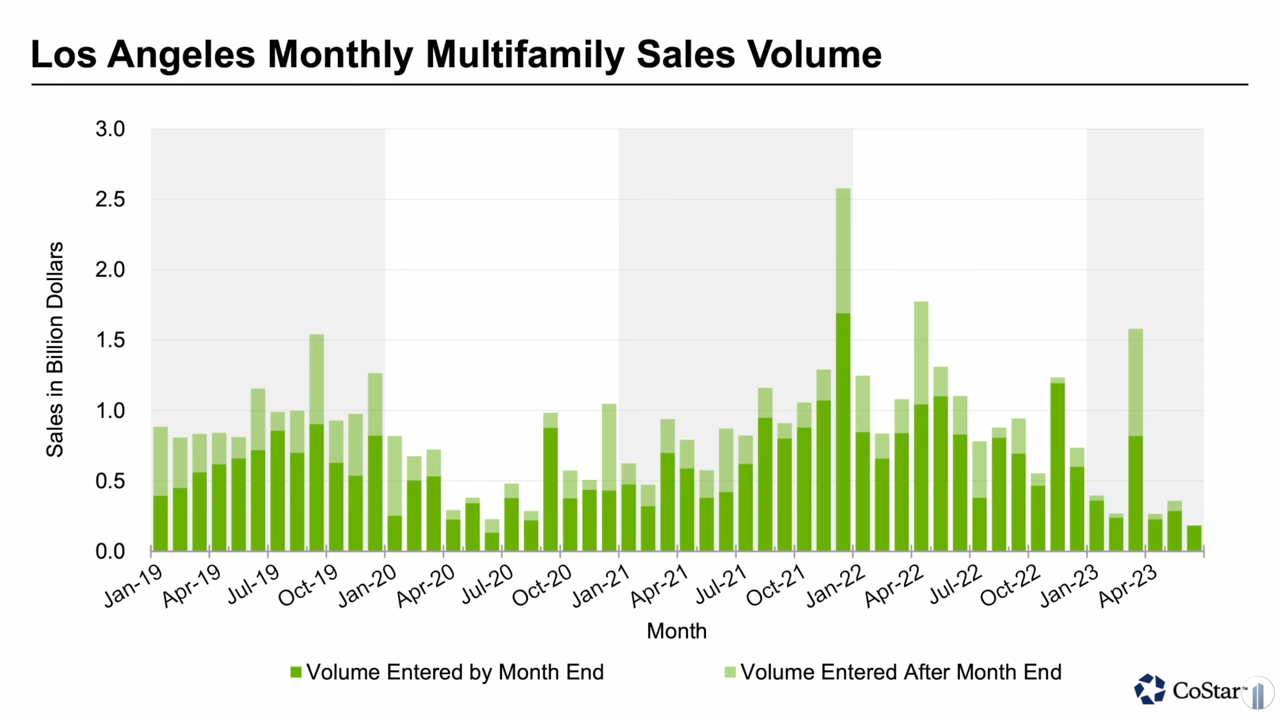 Los Angeles Monthly Multifamily Sales Volume
3.0
2.5
2.0
1.5
1.0
0.5
0.0
Sales in Billion Dollars
Jan-19 Apr-19 Jul-19 Oct-19 Jan-20 Apr-20 Jul-20 Oct-20 Jan-21 Apr-21 Jul-21 Oct-21 Jan-22 Apr-22 Jul-22 Oct-22 Jan-23 Apr-23
Month
Volume Entered by Month End Volume Entered After Month End
CoStar™